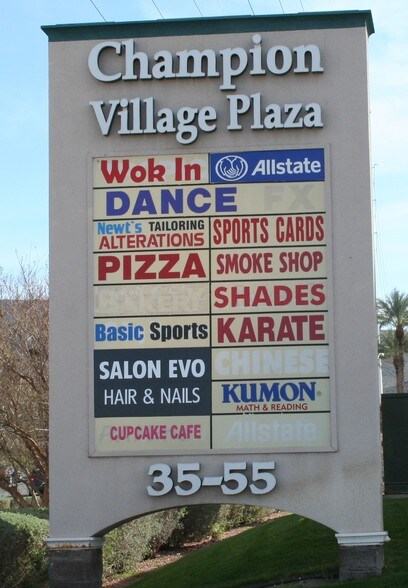 Champion
Village Plaza
Wok In
Allstate
DANCE FX
Newt's TAILORING
ALTERATIONS
SPORTS CARDS
PIZZA
SMOKE SHOP
BAKERY
SHADES
Basic Sports
KARATE
SALON EVO
HAIR & NAILS
CHINESE
KUMON
MATH & READING
CUPCAKE CAFE
Allstate
35-55